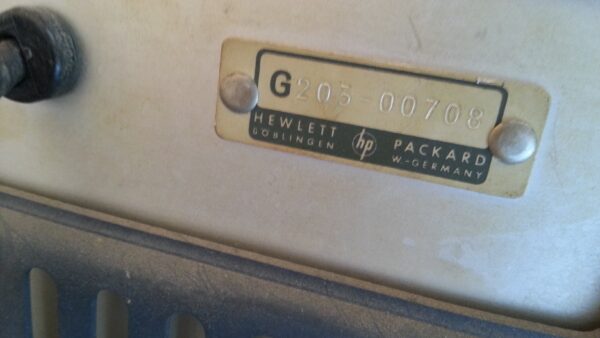 G203-00708
HEWLETT hp PACKARD
BÖBLINGEN W-GERMANY